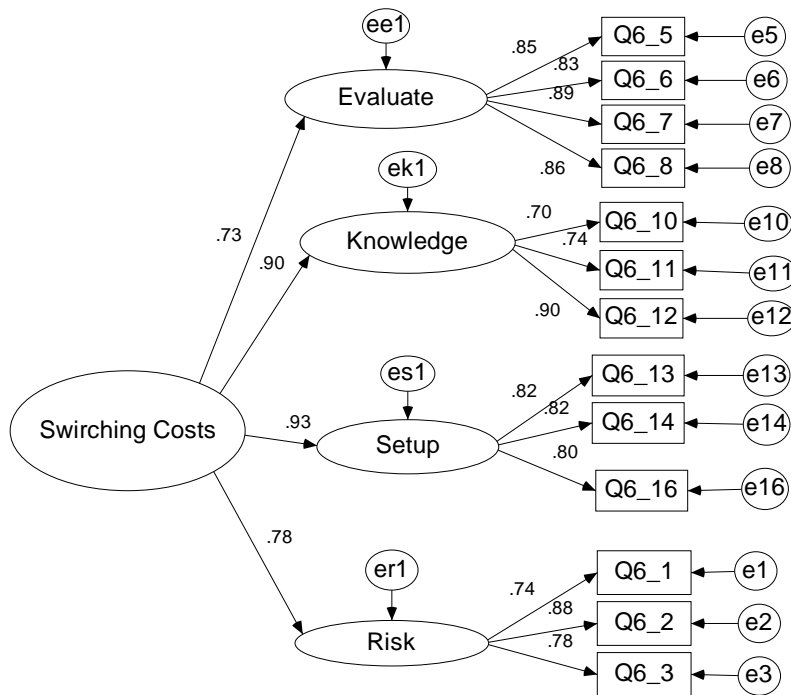 ee1
.85
Q6_5
e5
.83
Q6_6
e6
Evaluate
.89
Q6_7
e7
.86
Q6_8
e8
ek1
.73
.70
Q6_10
e10
Knowledge
.74
Q6_11
e11
.90
.90
Q6_12
e12
es1
.82
Q6_13
e13
Swirching Costs
.93
Setup
.82
Q6_14
e14
.80
Q6_16
e16
.78
er1
.74
Q6_1
e1
.88
Q6_2
e2
Risk
.78
Q6_3
e3